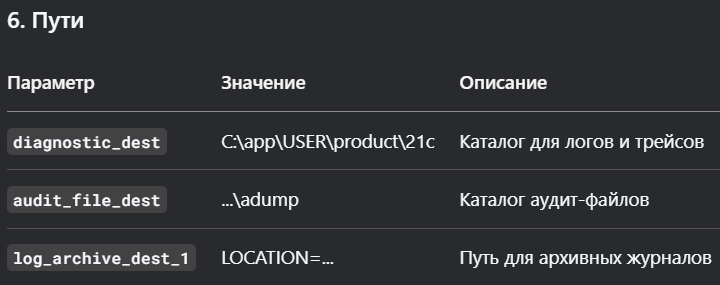 6. Пути
Параметр Значение Описание
diagnostic_dest C:\app\USER\product\21c Каталог для логов и трейсов
audit_file_dest ...\adump Каталог аудит-файлов
log_archive_dest_1 LOCATION=... Путь для архивных журналов